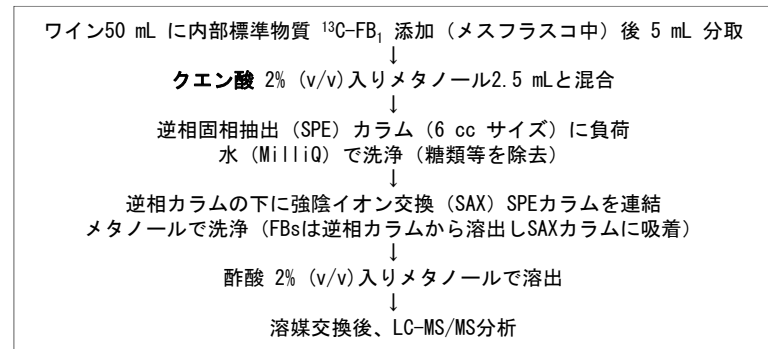 ワイン50 mL に内部標準物質 ¹³C-FB₁ 添加（メスフラスコ中）後 5 mL 分取
↓
クエン酸 2% (v/v)入りメタノール2.5 mLと混合
↓
逆相固相抽出（SPE）カラム（6 cc サイズ）に負荷
水（MilliQ）で洗浄（糖類等を除去）
↓
逆相カラムの下に強陰イオン交換（SAX）SPEカラムを連結
メタノールで洗浄（FBsは逆相カラムから溶出しSAXカラムに吸着）
↓
酢酸 2% (v/v)入りメタノールで溶出
↓
溶媒交換後、LC-MS/MS分析